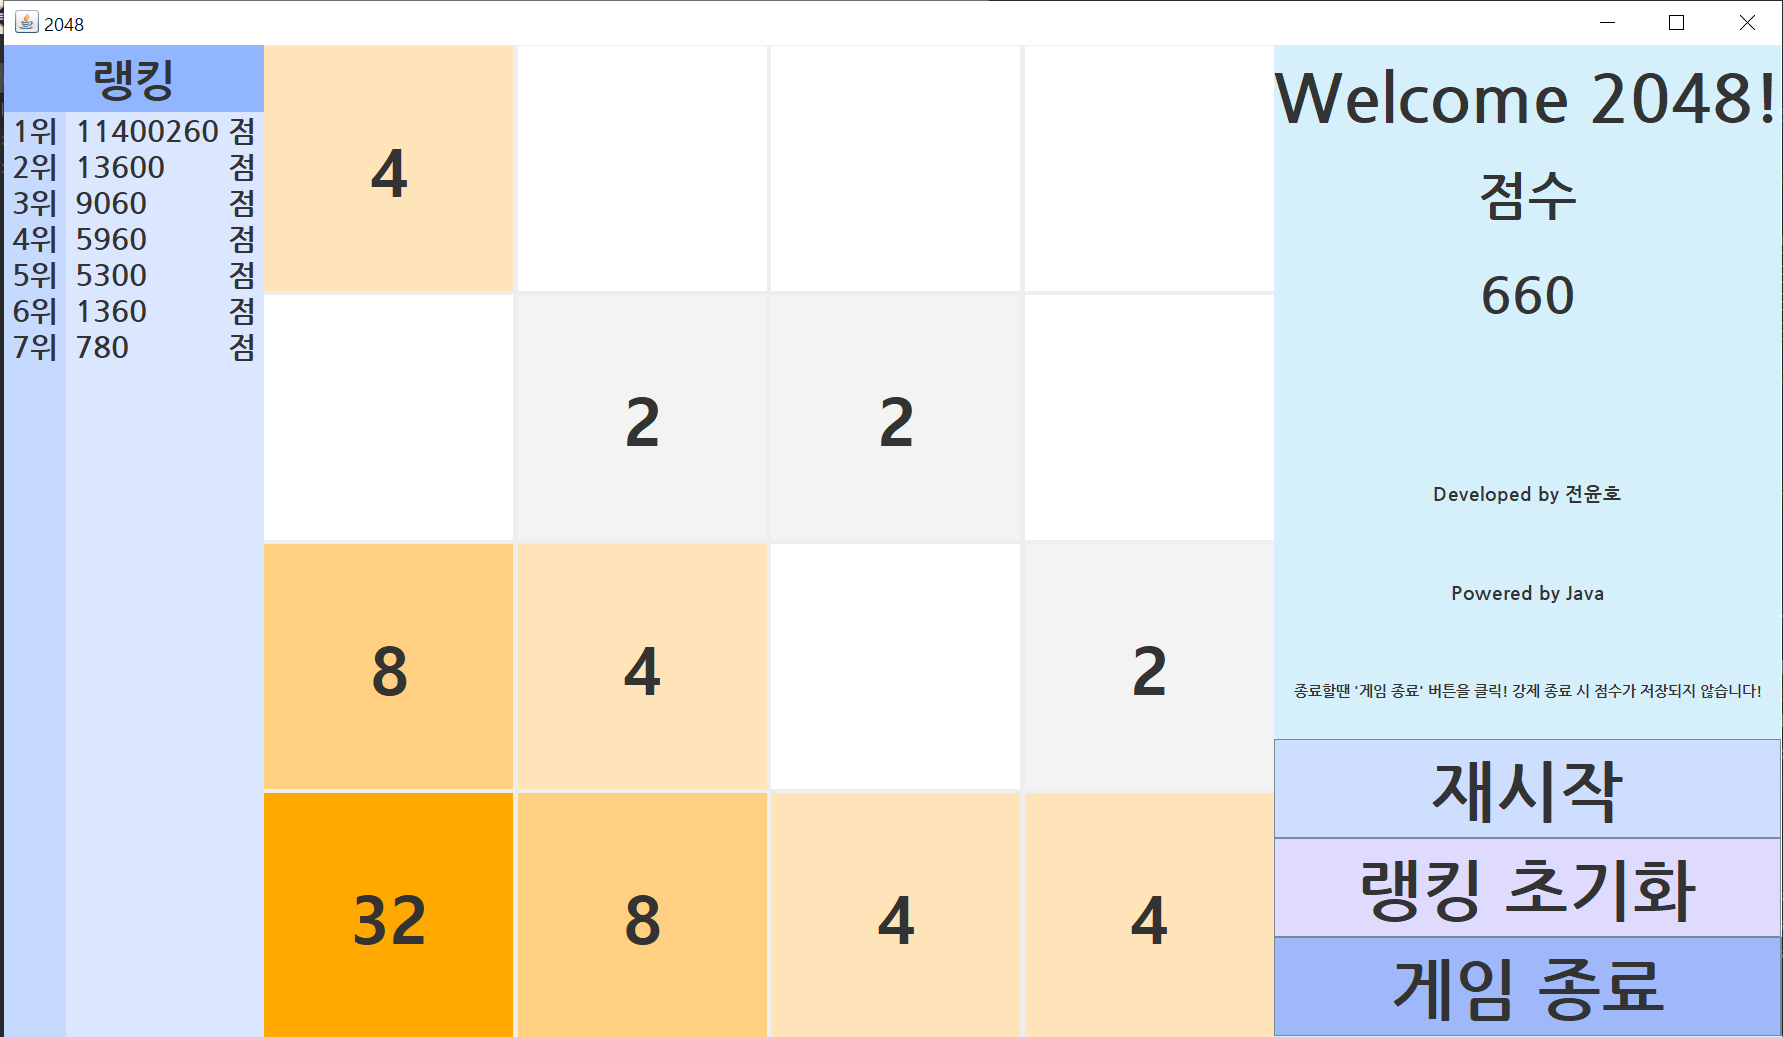 2048
랭킹
1위 11400260 점
2위 13600 점
3위 9060 점
4위 5960 점
5위 5300 점
6위 1360 점
7위 780 점
4
2 2
8 4 2
32 8 4 4
Welcome 2048!
점수
660
Developed by 전윤호
Powered by Java
종료할땐 '게임 종료' 버튼을 클릭! 강제 종료 시 점수가 저장되지 않습니다!
재시작
랭킹 초기화
게임 종료